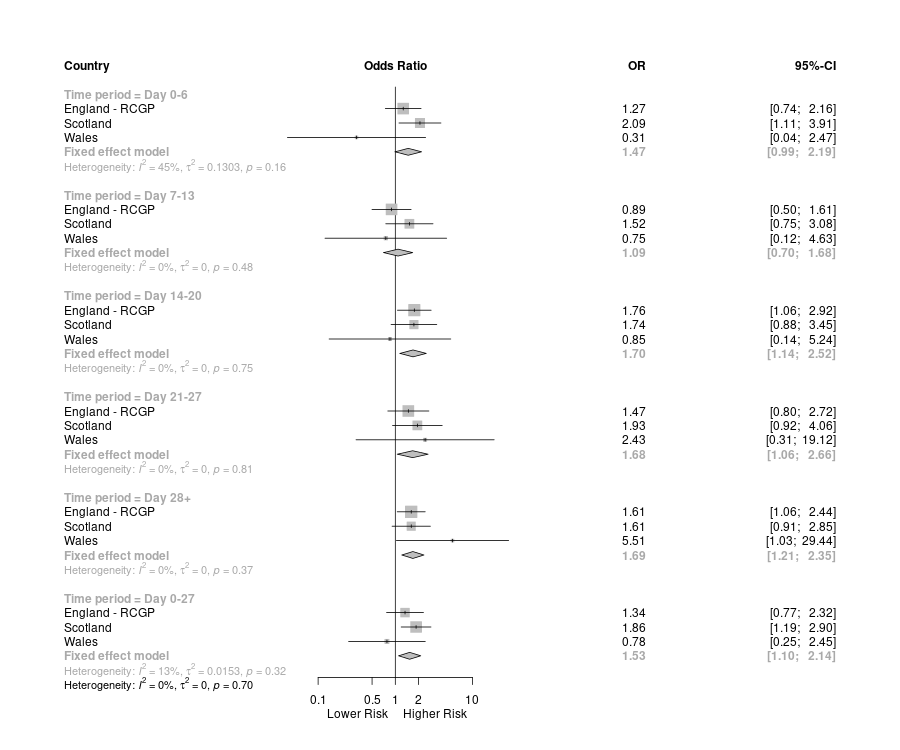 Country Odds Ratio OR 95%-CI
Time period = Day 0-6
England - RCGP 1.27 [0.74; 2.16]
Scotland 2.09 [1.11; 3.91]
Wales 0.31 [0.04; 2.47]
Fixed effect model 1.47 [0.99; 2.19]
Heterogeneity: I² = 45%, τ² = 0.1303, p = 0.16
Time period = Day 7-13
England - RCGP 0.89 [0.50; 1.61]
Scotland 1.52 [0.75; 3.08]
Wales 0.75 [0.12; 4.63]
Fixed effect model 1.09 [0.70; 1.68]
Heterogeneity: I² = 0%, τ² = 0, p = 0.48
Time period = Day 14-20
England - RCGP 1.76 [1.06; 2.92]
Scotland 1.74 [0.88; 3.45]
Wales 0.85 [0.14; 5.24]
Fixed effect model 1.70 [1.14; 2.52]
Heterogeneity: I² = 0%, τ² = 0, p = 0.75
Time period = Day 21-27
England - RCGP 1.47 [0.80; 2.72]
Scotland 1.93 [0.92; 4.06]
Wales 2.43 [0.31; 19.12]
Fixed effect model 1.68 [1.06; 2.66]
Heterogeneity: I² = 0%, τ² = 0, p = 0.81
Time period = Day 28+
England - RCGP 1.61 [1.06; 2.44]
Scotland 1.61 [0.91; 2.85]
Wales 5.51 [1.03; 29.44]
Fixed effect model 1.69 [1.21; 2.35]
Heterogeneity: I² = 0%, τ² = 0, p = 0.37
Time period = Day 0-27
England - RCGP 1.34 [0.77; 2.32]
Scotland 1.86 [1.19; 2.90]
Wales 0.78 [0.25; 2.45]
Fixed effect model 1.53 [1.10; 2.14]
Heterogeneity: I² = 13%, τ² = 0.0153, p = 0.32
Heterogeneity: I² = 0%, τ² = 0, p = 0.70
0.1 0.5 1 2 10
Lower Risk Higher Risk